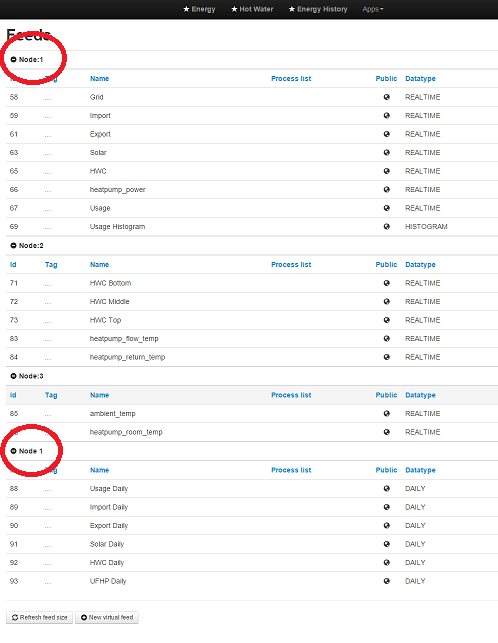 ★ Energy ★ Hot Water ★ Energy History Apps
Feeds
Node:1
Id Tag Name Process list Public Datatype
58 ... Grid REALTIME
59 ... Import REALTIME
61 ... Export REALTIME
63 ... Solar REALTIME
65 ... HWC REALTIME
66 ... heatpump_power REALTIME
67 ... Usage REALTIME
69 ... Usage Histogram HISTOGRAM
Node:2
Id Tag Name Process list Public Datatype
71 ... HWC Bottom REALTIME
72 ... HWC Middle REALTIME
73 ... HWC Top REALTIME
83 ... heatpump_flow_temp REALTIME
84 ... heatpump_return_temp REALTIME
Node:3
Id Tag Name Process list Public Datatype
85 ... ambient_temp REALTIME
... heatpump_room_temp REALTIME
Node 1
Tag Name Process list Public Datatype
88 ... Usage Daily DAILY
89 ... Import Daily DAILY
90 ... Export Daily DAILY
91 ... Solar Daily DAILY
92 ... HWC Daily DAILY
93 ... UFHP Daily DAILY
Refresh feed size New virtual feed